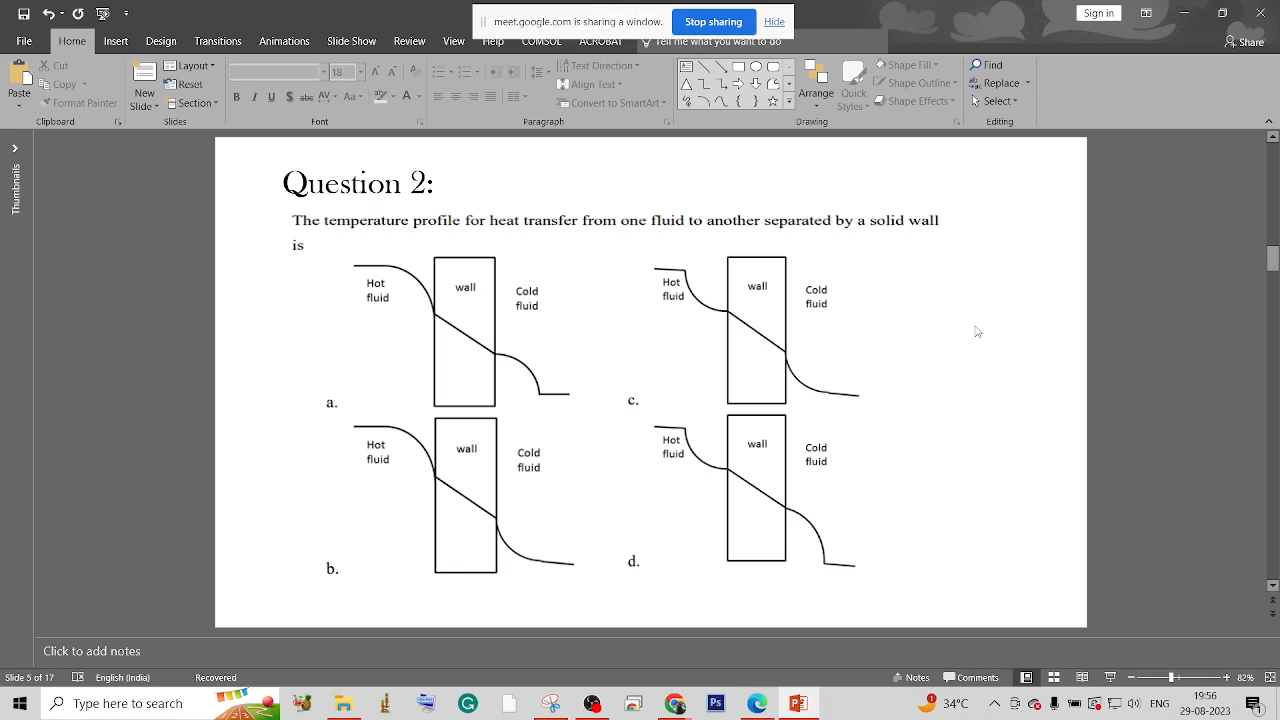 meet.google.com is sharing a window.
Stop sharing
Hide
Sign in
Home
Insert
Design
Transitions
Animations
Slide Show
Review
View
Help
COMSOL
ACROBAT
Tell me what you want to do
Share
Paste
Cut
Copy
Format Painter
New
Slide
Layout
Reset
Section
18
Text Direction
Align Text
Convert to SmartArt
Arrange
Quick
Styles
Shape Fill
Shape Outline
Shape Effects
Find
Replace
Select
Clipboard
Slides
Font
Paragraph
Drawing
Editing
Thumbnails
Question 2:
The temperature profile for heat transfer from one fluid to another separated by a solid wall
is
Hot
fluid
wall
Cold
fluid
a.
Hot
fluid
wall
Cold
fluid
c.
Hot
fluid
wall
Cold
fluid
b.
Hot
fluid
wall
Cold
fluid
d.
Click to add notes
Slide 5 of 17
English (India)
Recovered
Notes
Comments
62%
Type here to search
34°C
ENG
19:56
29-08-2023